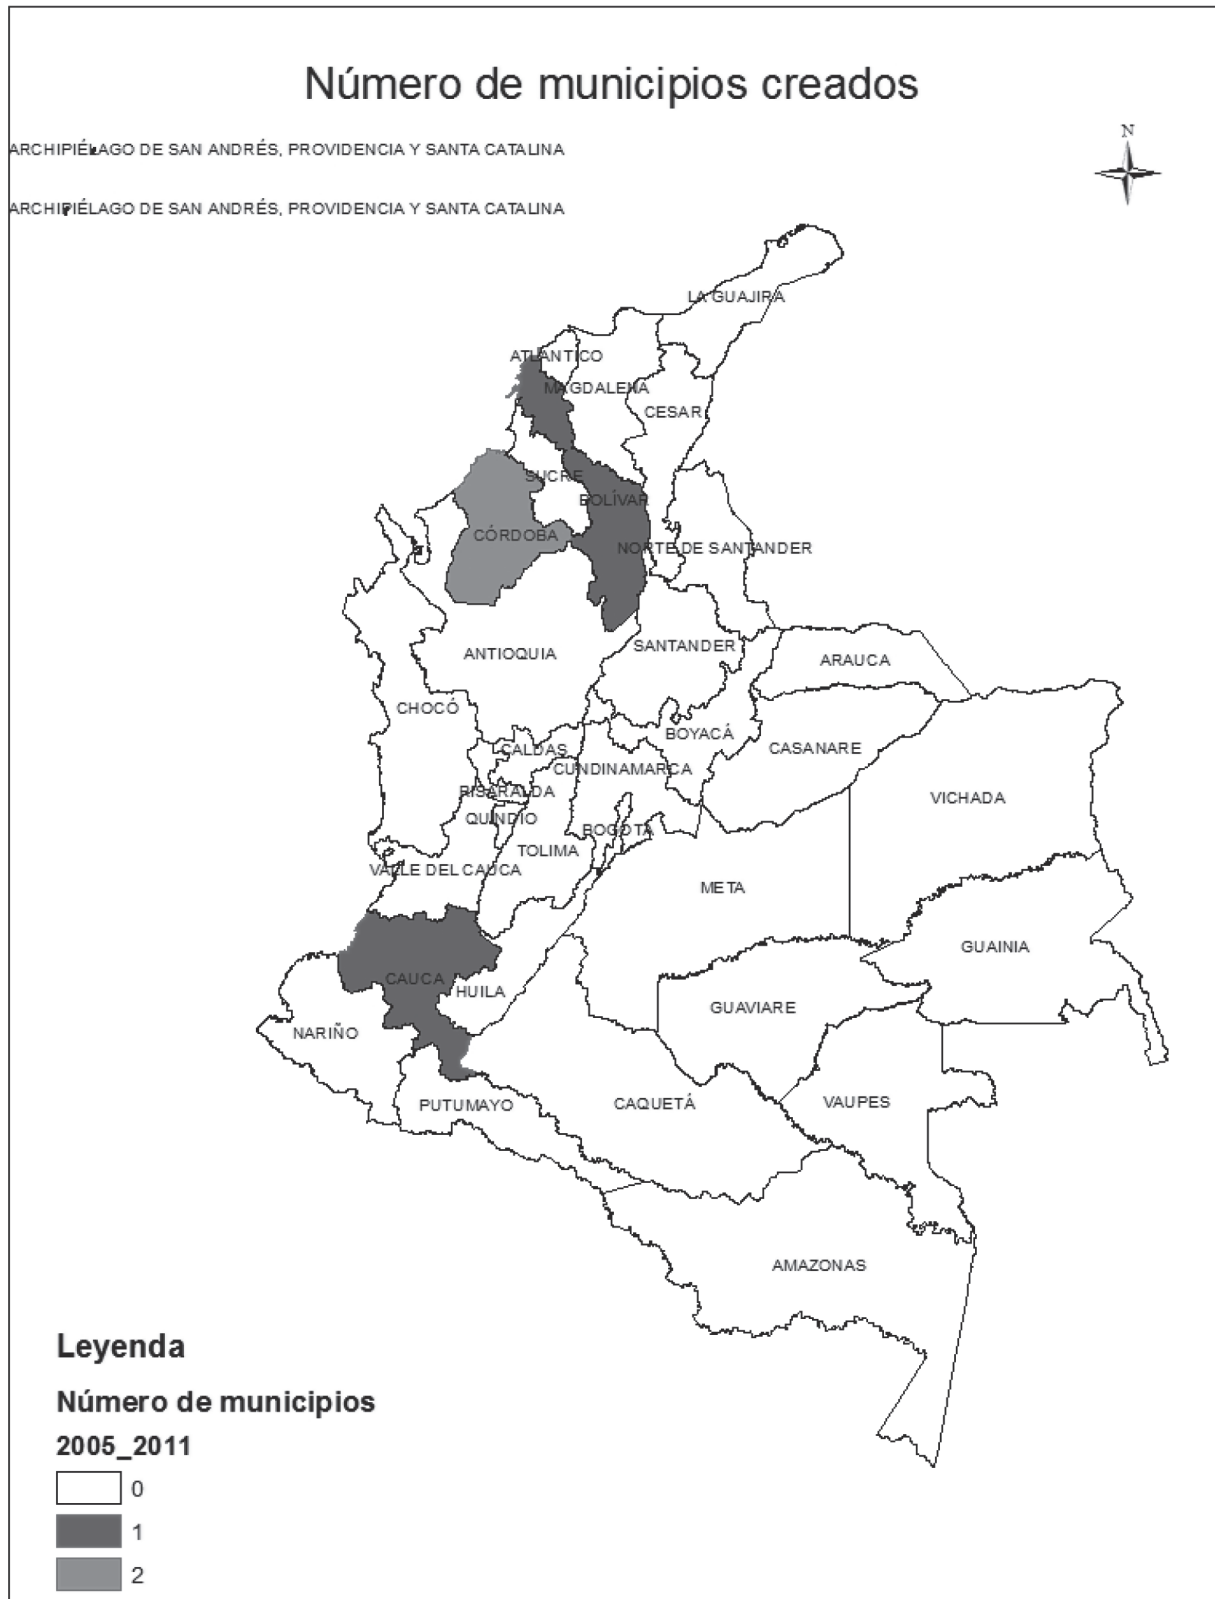 Número de municipios creados
N
ARCHIPIÉLAGO DE SAN ANDRÉS, PROVIDENCIA Y SANTA CATALINA
ARCHIPIÉLAGO DE SAN ANDRÉS, PROVIDENCIA Y SANTA CATALINA
LA GUAJIRA
ATLANTICO
MAGDALENA
CESAR
SUCRE
BOLÍVAR
CÓRDOBA
NORTE DE SANTANDER
ANTIOQUIA
SANTANDER
ARAUCA
CHOCÓ
BOYACÁ
CALDAS
CASANARE
CUNDINAMARCA
RISARALDA
VICHADA
QUINDIO
BOGOTA
TOLIMA
VALLE DEL CAUCA
META
GUAINIA
CAUCA
HUILA
GUAVIARE
NARIÑO
PUTUMAYO
CAQUETÁ
VAUPES
AMAZONAS
Leyenda
Número de municipios
2005_2011
0
1
2